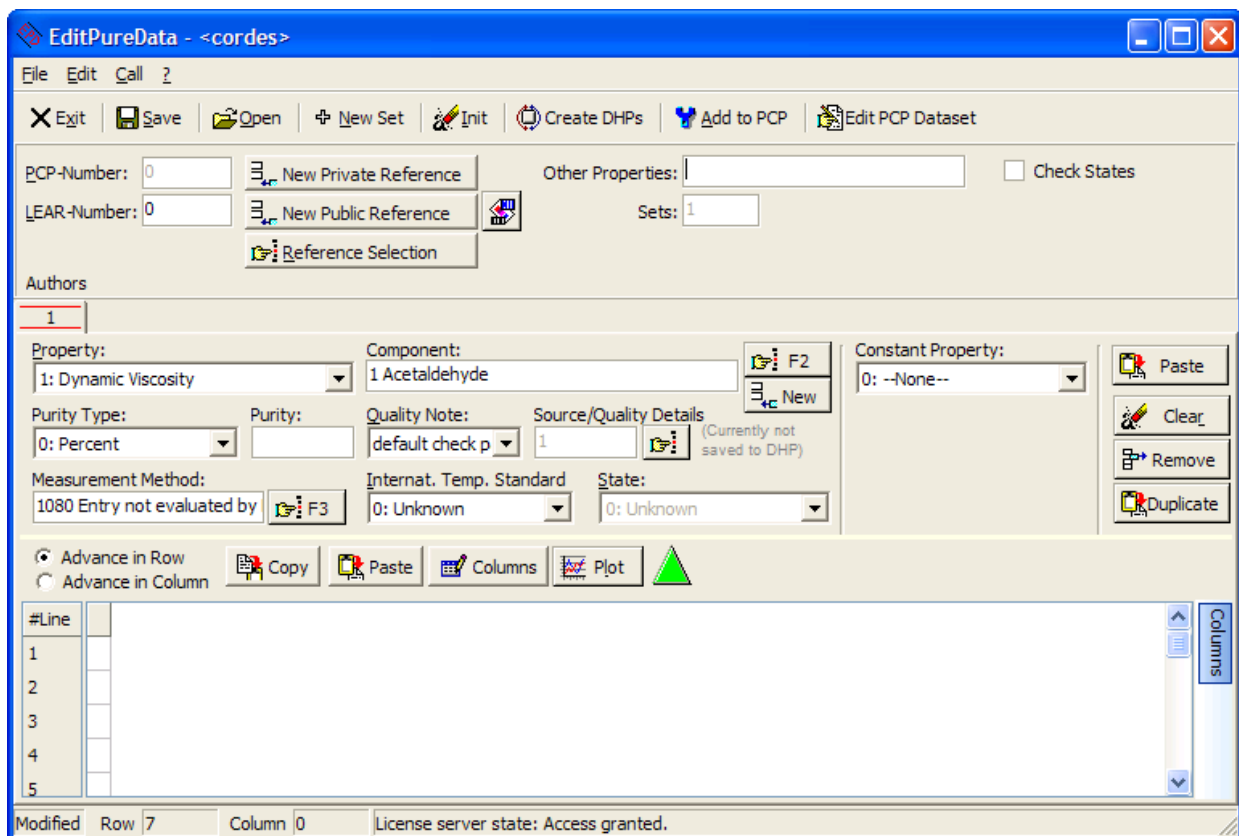 EditPureData - <cordes>
File Edit Call ?
Exit Save Open New Set Init Create DHPs Add to PCP Edit PCP Dataset
PCP-Number: 0 New Private Reference Other Properties: Check States
LEAR-Number: 0 New Public Reference Sets: 1
Reference Selection
Authors
1
Property: Component: F2 Constant Property:
1: Dynamic Viscosity 1 Acetaldehyde New 0: --None-- Paste
Purity Type: Purity: Quality Note: Source/Quality Details (Currently not saved to DHP) Clear
0: Percent default check p 1 Remove
Measurement Method: Internat. Temp. Standard State:
1080 Entry not evaluated by F3 0: Unknown 0: Unknown Duplicate
Advance in Row Copy Paste Columns Plot
Advance in Column
#Line Columns
1
2
3
4
5
Modified Row 7 Column 0 License server state: Access granted.